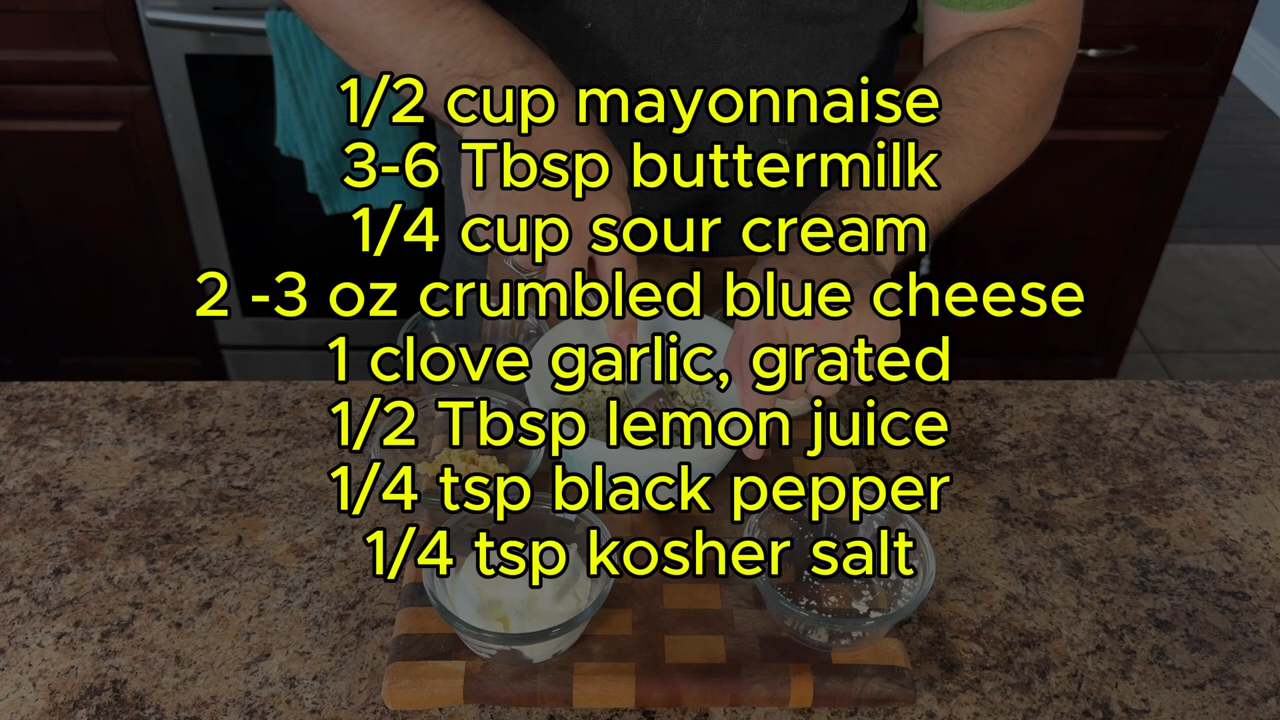 1/2 cup mayonnaise
3-6 Tbsp buttermilk
1/4 cup sour cream
2 -3 oz crumbled blue cheese
1 clove garlic, grated
1/2 Tbsp lemon juice
1/4 tsp black pepper
1/4 tsp kosher salt